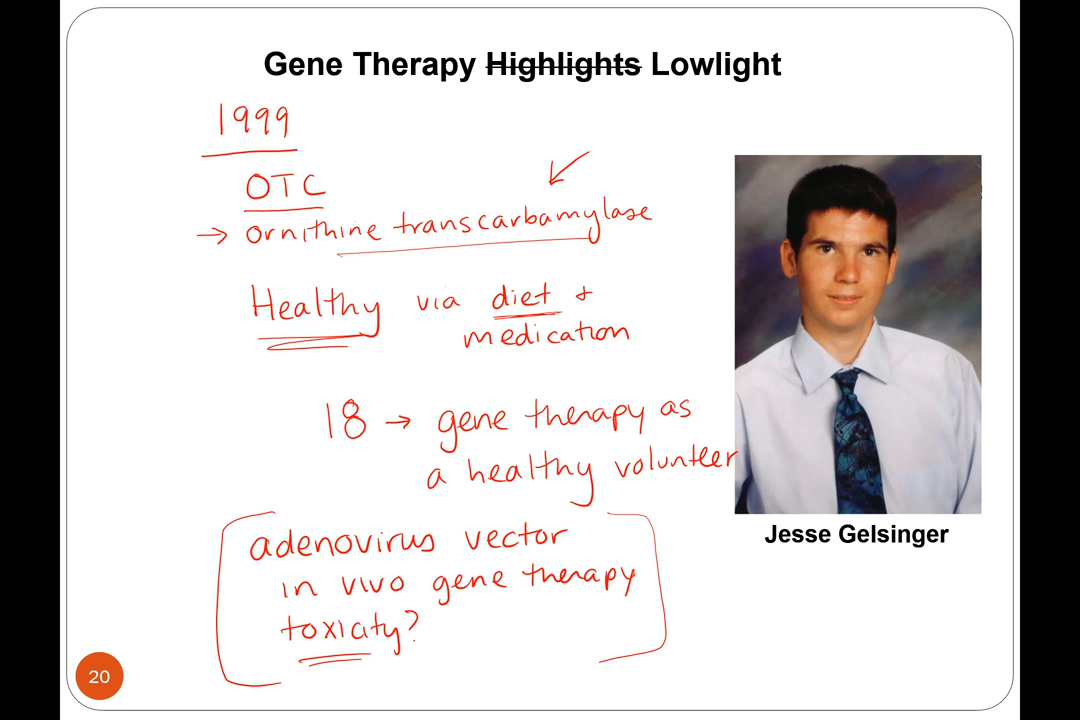 Gene Therapy Highlights Lowlight
1999
OTC
→ Ornithine transcarbamylase
Healthy via diet +
medication
18 → gene therapy as
a healthy volunteer
adenovirus vector
in vivo gene therapy
toxicity?
Jesse Gelsinger
20